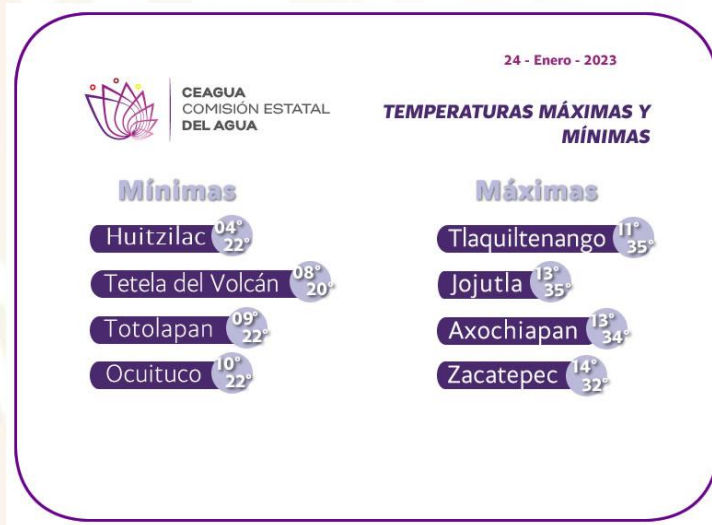 24 - Enero - 2023
CEAGUA
COMISIÓN ESTATAL
DEL AGUA
TEMPERATURAS MÁXIMAS Y
MÍNIMAS
Mínimas
Huitzilac 04°
22°
Tetela del Volcán 08°
20°
Totolapan 09°
22°
Ocuituco 10°
22°
Máximas
Tlaquiltenango 11°
35°
Jojutla 13°
35°
Axochiapan 13°
34°
Zacatepec 14°
32°